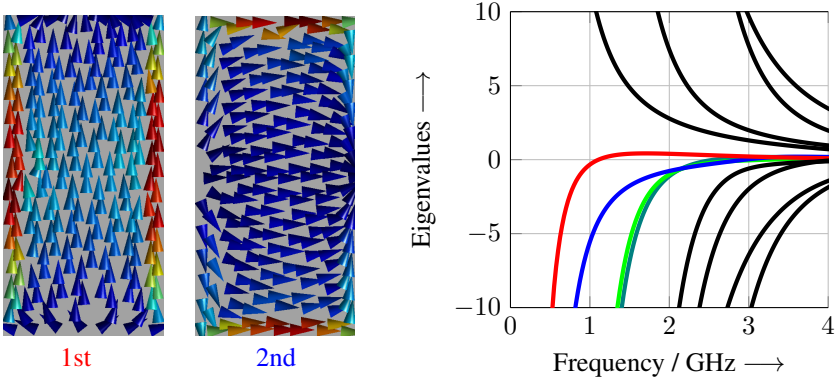 1st
2nd
Eigenvalues ⟶
10
5
0
−5
−10
0
1
2
3
4
Frequency / GHz ⟶